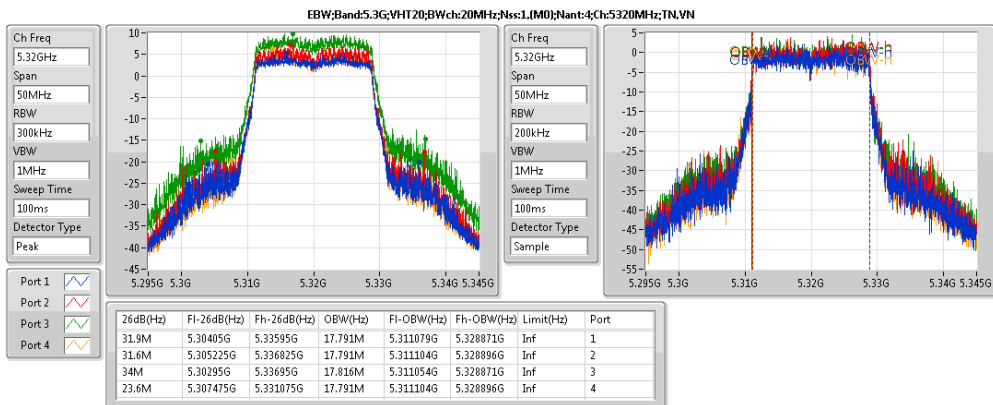 EBW;Band:5.3G;VHT20;BWch:20MHz;Nss:1,(M0);Nant:4;Ch:5320MHz;TN,VN
Ch Freq
5.32GHz
Span
50MHz
RBW
300kHz
VBW
1MHz
Sweep Time
100ms
Detector Type
Peak
10
5
0
-5
-10
-15
-20
-25
-30
-35
-40
-45
5.295G 5.3G 5.31G 5.32G 5.33G 5.34G 5.345G
Ch Freq
5.32GHz
Span
50MHz
RBW
200kHz
VBW
1MHz
Sweep Time
100ms
Detector Type
Sample
5
0
-5
-10
-15
-20
-25
-30
-35
-40
-45
-50
-55
5.295G 5.3G 5.31G 5.32G 5.33G 5.34G 5.345G
Port 1
Port 2
Port 3
Port 4
26dB(Hz) Fl-26dB(Hz) Fh-26dB(Hz) OBW(Hz) Fl-OBW(Hz) Fh-OBW(Hz) Limit(Hz) Port
31.9M 5.30405G 5.33595G 17.791M 5.311079G 5.328871G Inf 1
31.6M 5.305225G 5.336825G 17.791M 5.311104G 5.328896G Inf 2
34M 5.30295G 5.33695G 17.816M 5.311054G 5.328871G Inf 3
23.6M 5.307475G 5.331075G 17.791M 5.311104G 5.328896G Inf 4